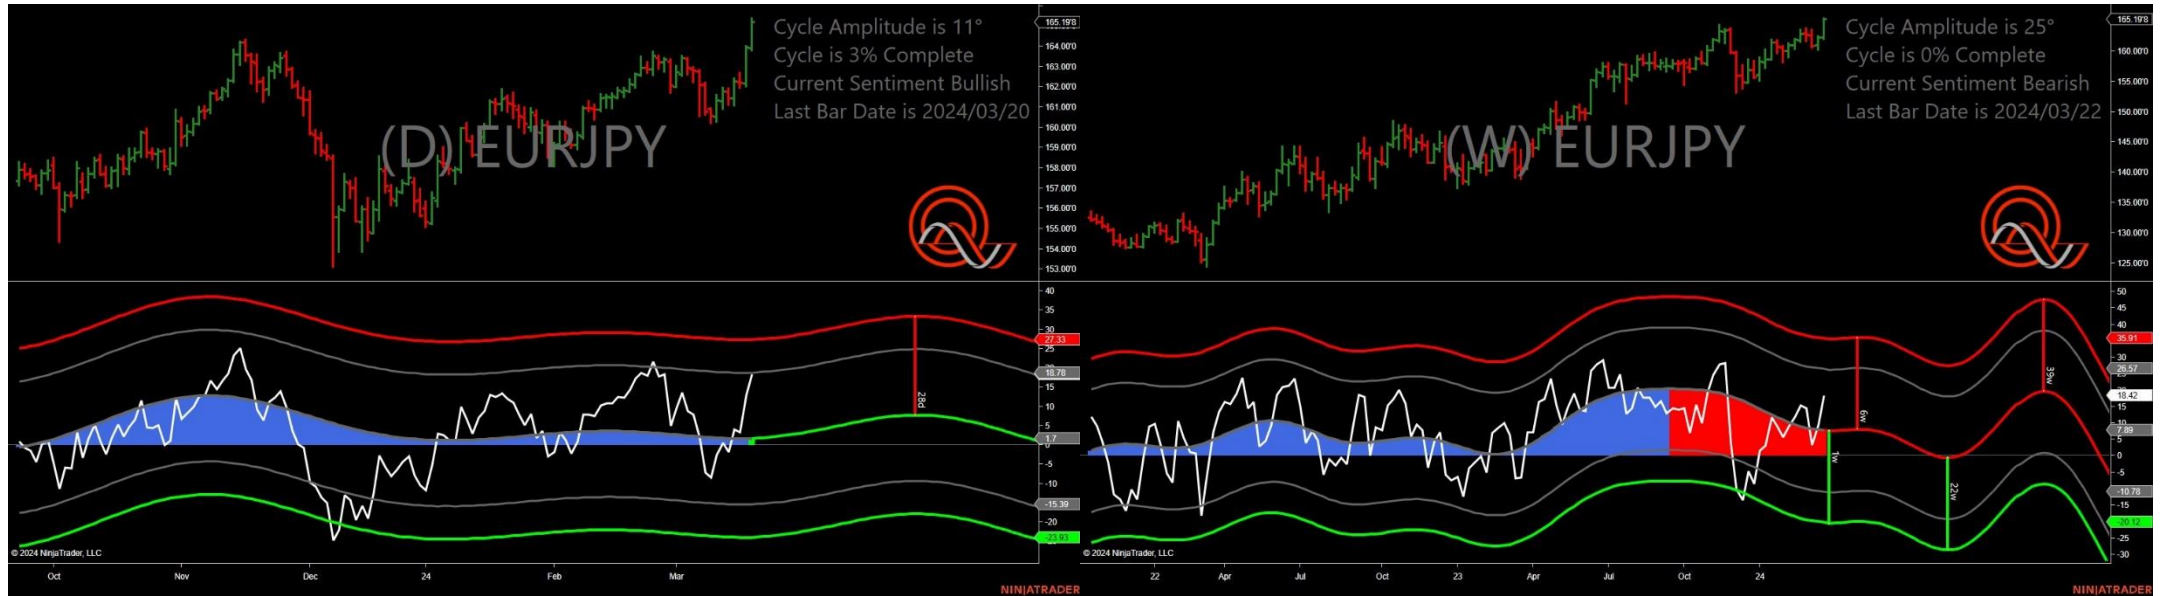 Cycle Amplitude is 11°
Cycle is 3% Complete
Current Sentiment Bullish
Last Bar Date is 2024/03/20
(D) EURJPY
165.19'8
164.00'0
163.00'0
162.00'0
161.00'0
160.00'0
159.00'0
158.00'0
157.00'0
156.00'0
155.00'0
154.00'0
153.00'0
40
35
30
27.33
25
18.78
15
10
5
1.7
0
-5
-10
-15.39
-20
-23.93
28d
© 2024 NinjaTrader, LLC
Oct Nov Dec 24 Feb Mar
NINJATRADER
Cycle Amplitude is 25°
Cycle is 0% Complete
Current Sentiment Bearish
Last Bar Date is 2024/03/22
(W) EURJPY
165.19'8
160.00'0
155.00'0
150.00'0
145.00'0
140.00'0
135.00'0
130.00'0
125.00'0
50
45
40
35.91
30
26.57
20
18.42
15
10
7.89
5
0
-5
-10.78
-15
-20.12
-25
-30
6w
1w
22w
39w
© 2024 NinjaTrader, LLC
22 Apr Jul Oct 23 Apr Jul Oct 24
NINJATRADER